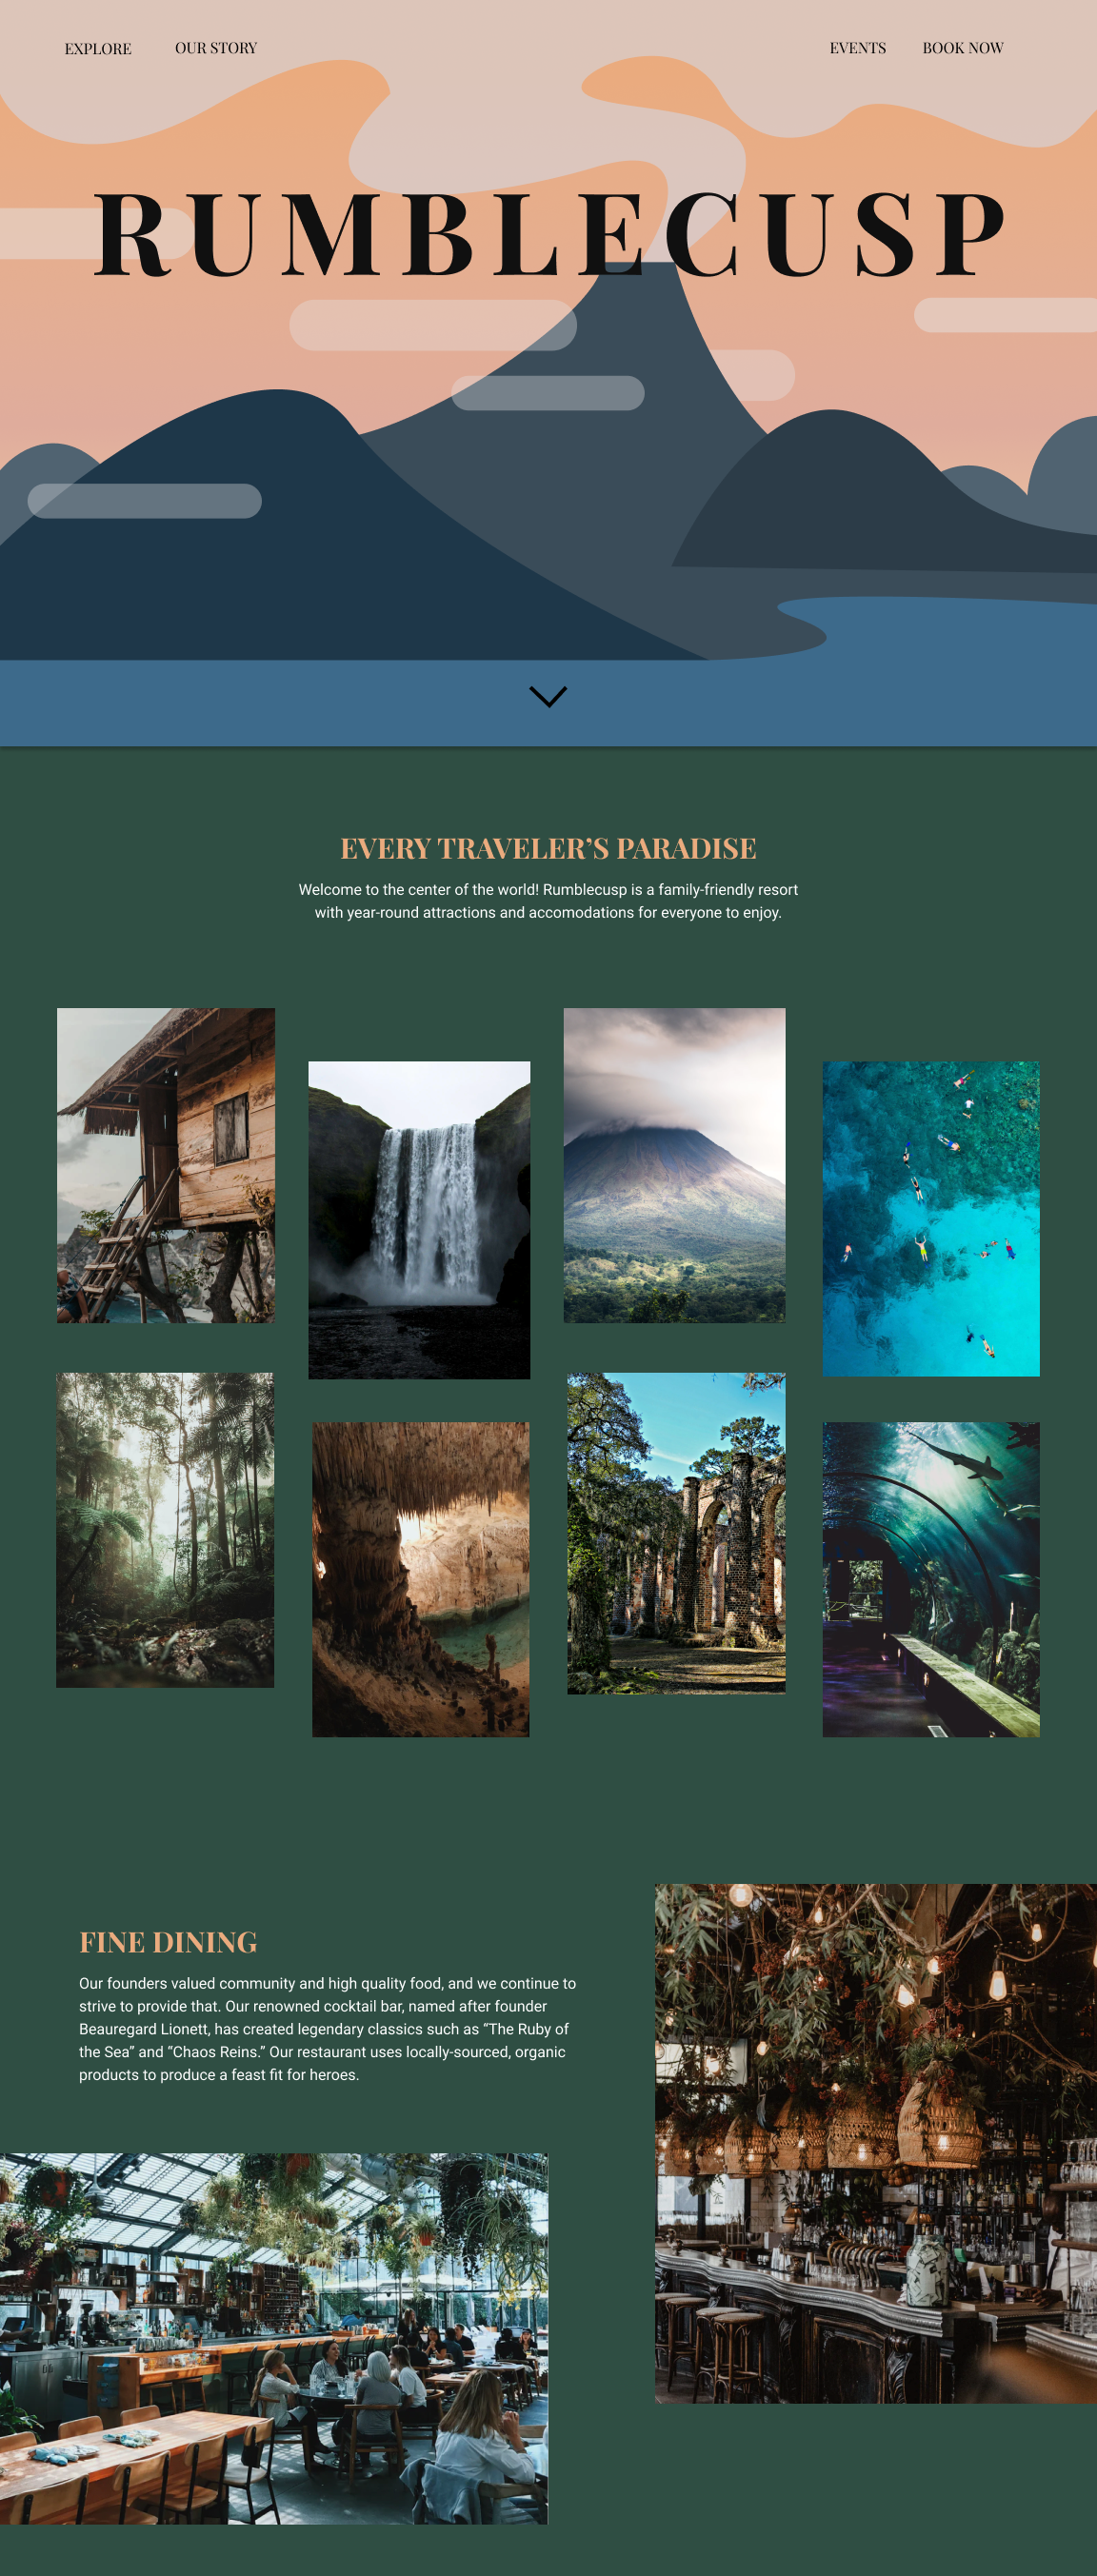 EXPLORE
OUR STORY
EVENTS
BOOK NOW
RUMBLECUSP
EVERY TRAVELER’S PARADISE
Welcome to the center of the world! Rumblecusp is a family-friendly resort
with year-round attractions and accomodations for everyone to enjoy.
FINE DINING
Our founders valued community and high quality food, and we continue to
strive to provide that. Our renowned cocktail bar, named after founder
Beauregard Lionett, has created legendary classics such as “The Ruby of
the Sea” and “Chaos Reins.” Our restaurant uses locally-sourced, organic
products to produce a feast fit for heroes.